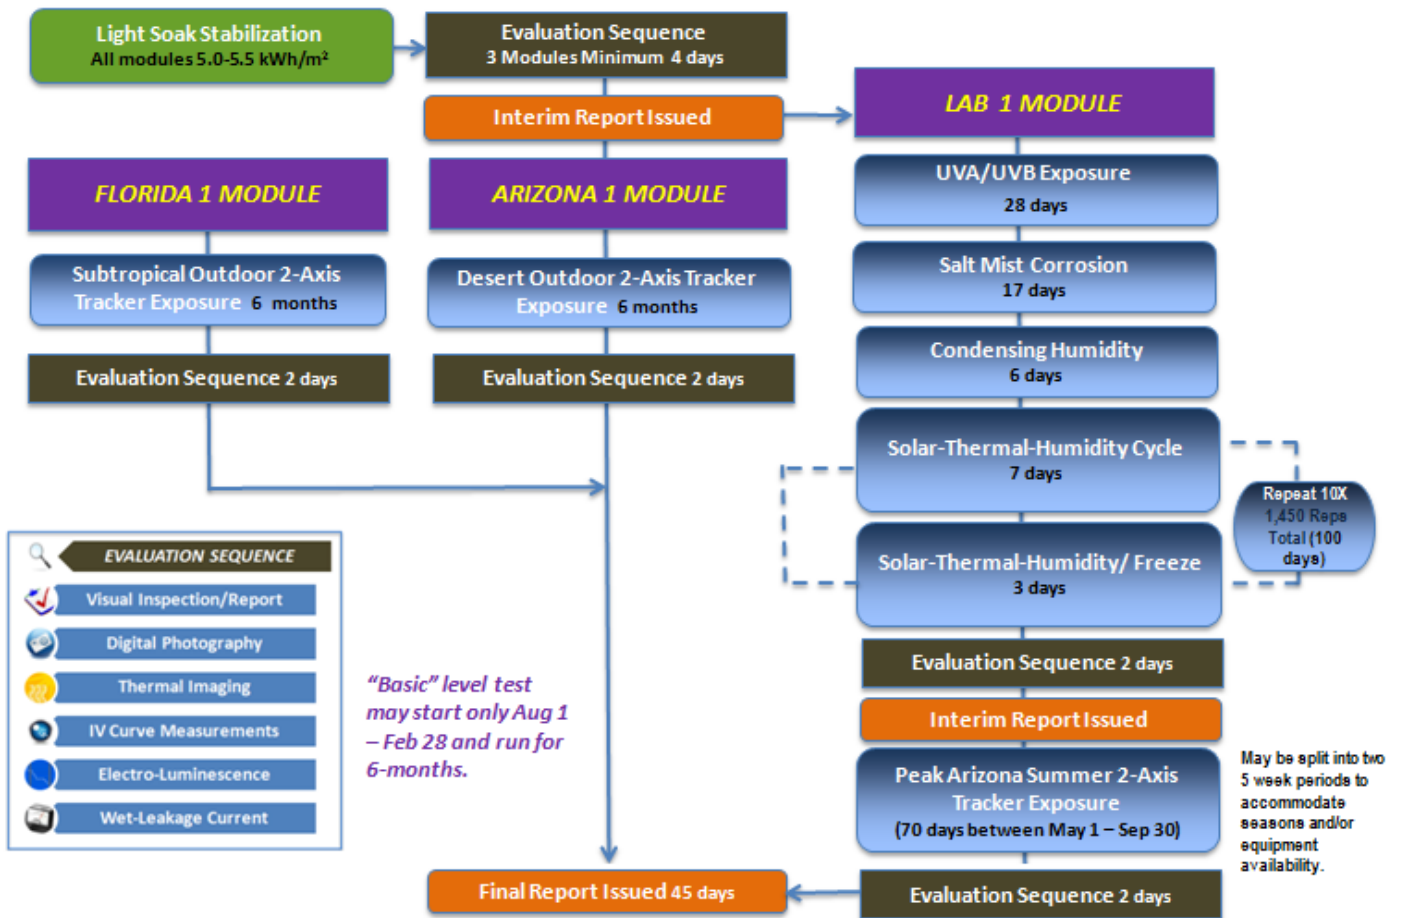 Light Soak Stabilization
All modules 5.0-5.5 kWh/m²
Evaluation Sequence
3 Modules Minimum 4 days
Interim Report Issued
LAB 1 MODULE
FLORIDA 1 MODULE
ARIZONA 1 MODULE
UVA/UVB Exposure
28 days
Subtropical Outdoor 2-Axis
Tracker Exposure 6 months
Desert Outdoor 2-Axis Tracker
Exposure 6 months
Salt Mist Corrosion
17 days
Evaluation Sequence 2 days
Evaluation Sequence 2 days
Condensing Humidity
6 days
Solar-Thermal-Humidity Cycle
7 days
Repeat 10X
1,450 Reps
Total (100
days)
Solar-Thermal-Humidity/ Freeze
3 days
EVALUATION SEQUENCE
Visual Inspection/Report
Digital Photography
Thermal Imaging
IV Curve Measurements
Electro-Luminescence
Wet-Leakage Current
"Basic" level test
may start only Aug 1
– Feb 28 and run for
6-months.
Evaluation Sequence 2 days
Interim Report Issued
Peak Arizona Summer 2-Axis
Tracker Exposure
(70 days between May 1 – Sep 30)
May be split into two
5 week periods to
accommodate
seasons and/or
equipment
availability.
Final Report Issued 45 days
Evaluation Sequence 2 days